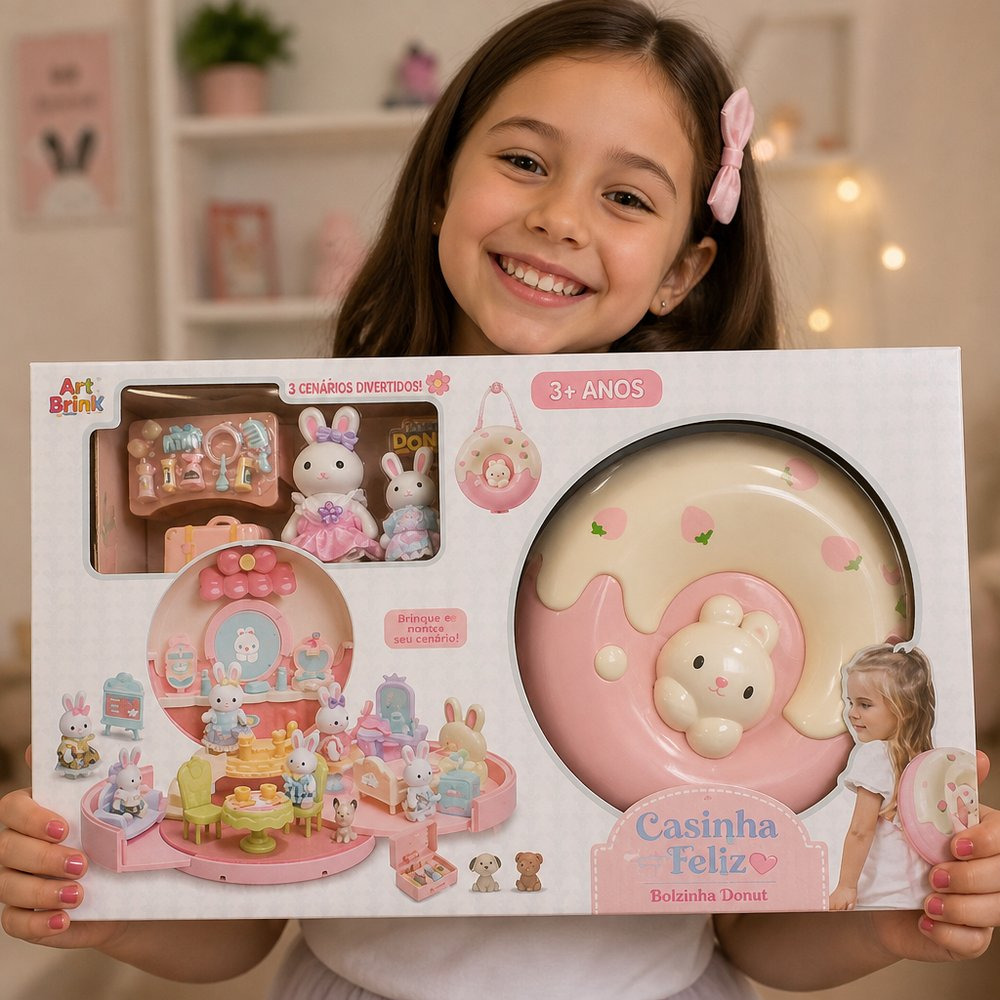 Art
Brink
3 CENÁRIOS DIVERTIDOS!
3+ ANOS
DON
Brinque e
seu cenário!
Casinha
Feliz
Bolzinha Donut